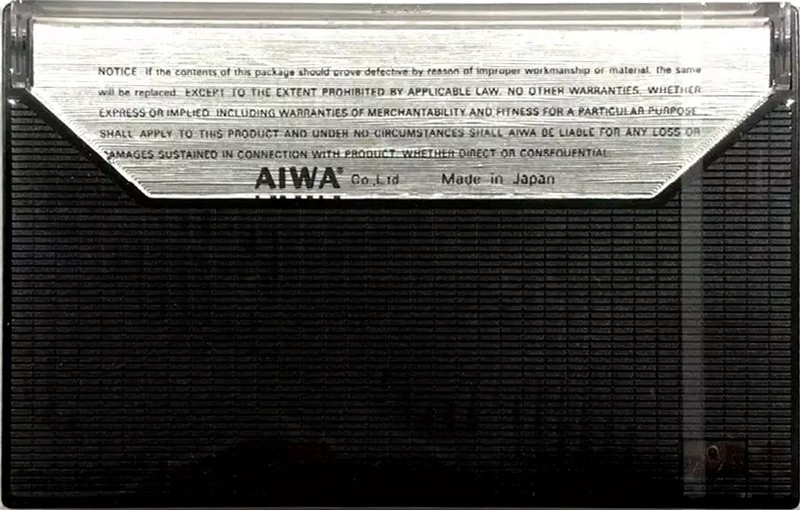 NOTICE If the contents of this package should prove defective by reason of improper workmanship or material, the same
will be replaced. EXCEPT TO THE EXTENT PROHIBITED BY APPLICABLE LAW, NO OTHER WARRANTIES, WHETHER
EXPRESS OR IMPLIED, INCLUDING WARRANTIES OF MERCHANTABILITY AND FITNESS FOR A PARTICULAR PURPOSE
SHALL APPLY TO THIS PRODUCT AND UNDER NO CIRCUMSTANCES SHALL AIWA BE LIABLE FOR ANY LOSS OR
DAMAGES SUSTAINED IN CONNECTION WITH PRODUCT, WHETHER DIRECT OR CONSEQUENTIAL
AIWA® Co.,Ltd Made in Japan